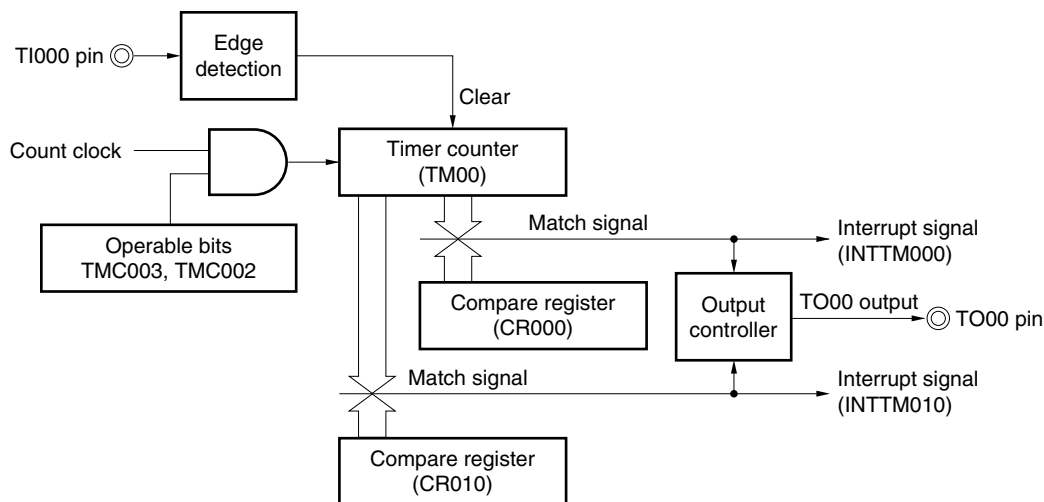 TI000 pin
Edge
detection
Clear
Count clock
Timer counter
(TM00)
Operable bits
TMC003, TMC002
Match signal
Interrupt signal
(INTTM000)
Compare register
(CR000)
Output
controller
TO00 output
TO00 pin
Match signal
Interrupt signal
(INTTM010)
Compare register
(CR010)